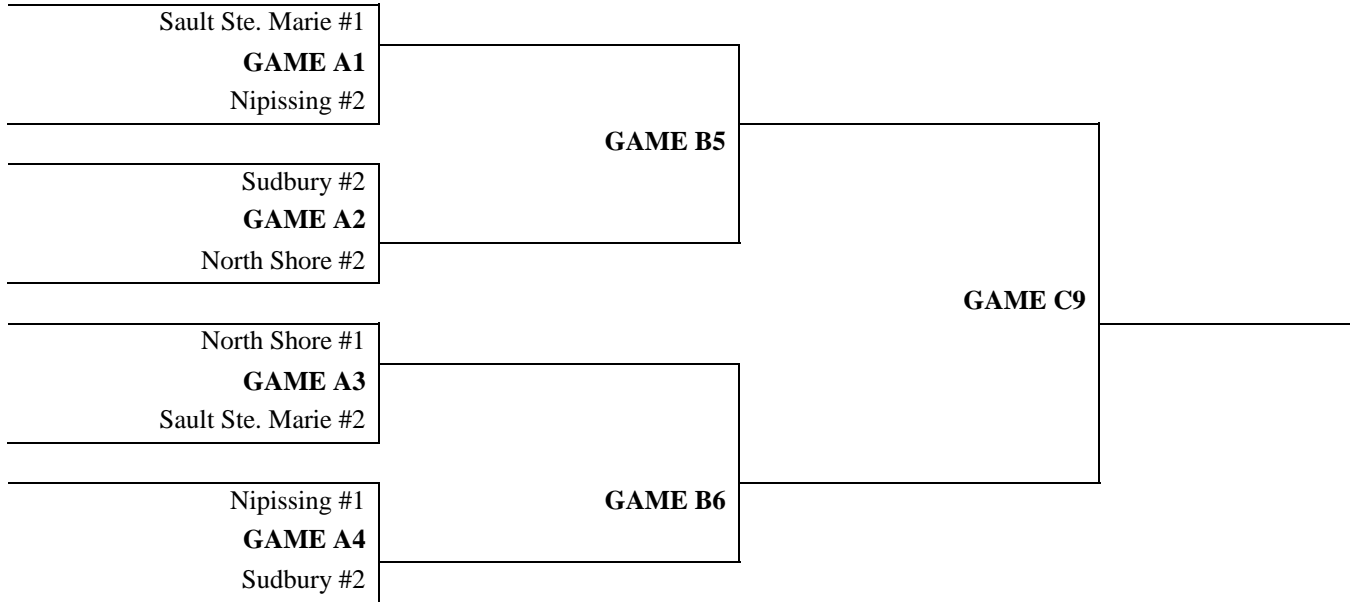 Sault Ste. Marie #1
GAME A1
Nipissing #2
GAME B5
Sudbury #2
GAME A2
North Shore #2
GAME C9
North Shore #1
GAME A3
Sault Ste. Marie #2
Nipissing #1
GAME B6
GAME A4
Sudbury #2